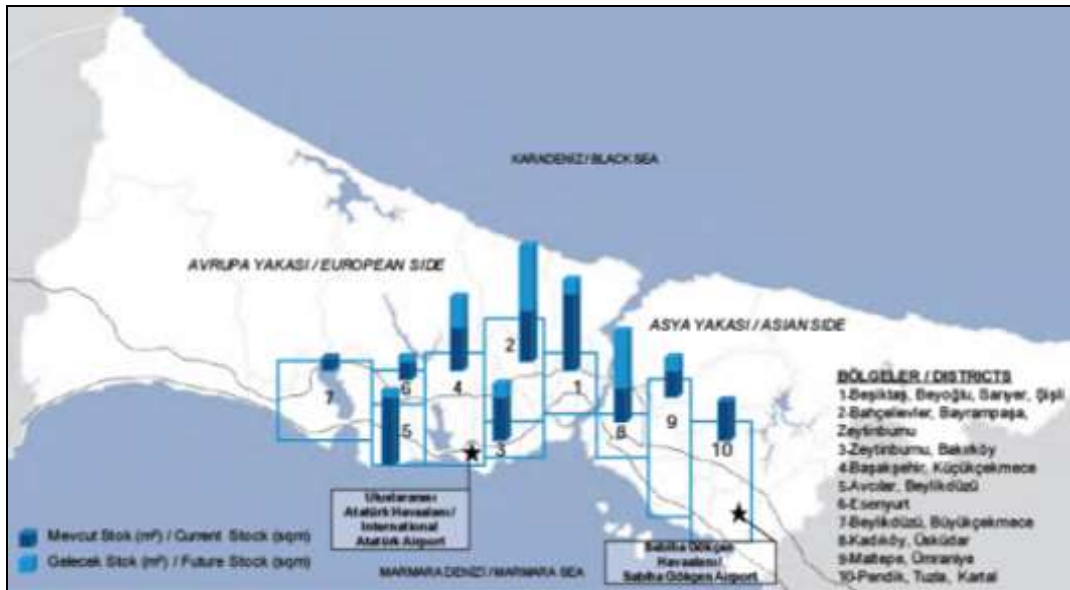 KARADENİZ / BLACK SEA
AVRUPA YAKASI / EUROPEAN SIDE
ASYA YAKASI / ASIAN SIDE
2
7
6
4
1
9
5
3
8
10
BÖLGELER / DISTRICTS
1-Beşiktaş, Beyoğlu, Sarıyer, Şişli
2-Bahçelievler, Bayrampaşa,
Zeytinburnu
3-Zeytinburnu, Bakırköy
4-Başakşehir, Küçükçekmece
5-Avcılar, Beylikdüzü
6-Esenyurt
7-Beylikdüzü, Büyükçekmece
8-Kadıköy, Üsküdar
9-Maltepe, Ümraniye
10-Pendik, Tuzla, Kartal
Uluslararası
Atatürk Havaalanı /
International
Atatürk Airport
Mevcut Stok (m²) / Current Stock (sqm)
Gelecek Stok (m²) / Future Stock (sqm)
MARMARA DENİZİ / MARMARA SEA
Sabiha Gökçen
Havaalanı /
Sabiha Gökçen Airport